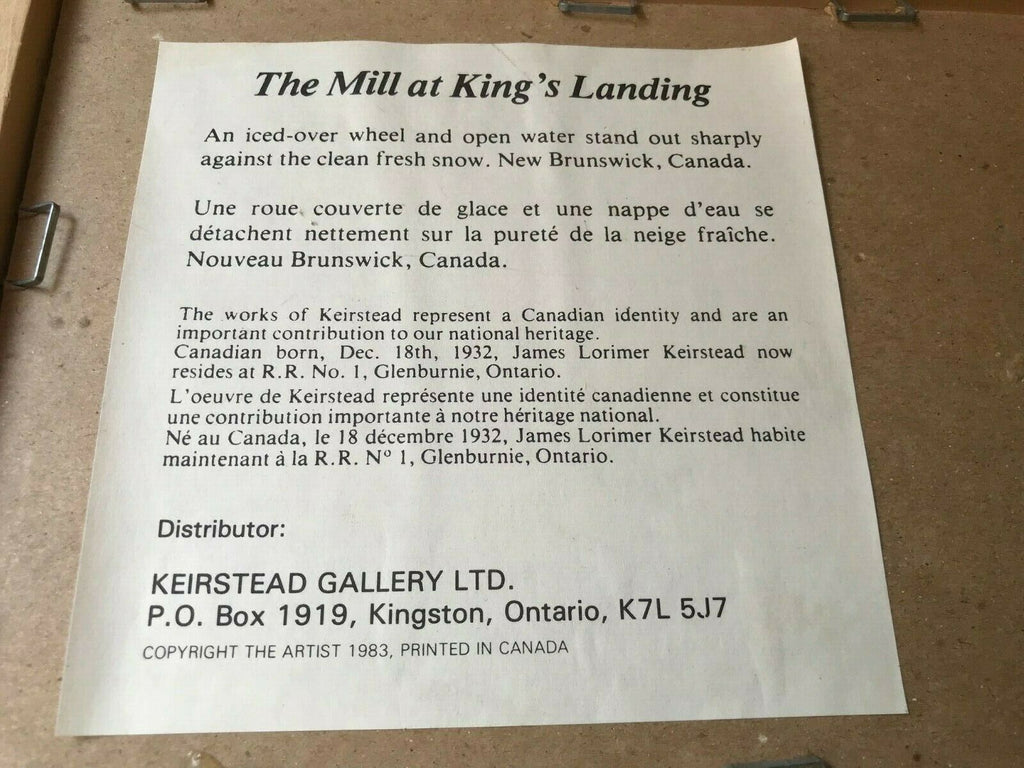 The Mill at King's Landing
An iced-over wheel and open water stand out sharply
against the clean fresh snow. New Brunswick, Canada.
Une roue couverte de glace et une nappe d'eau se
détachent nettement sur la pureté de la neige fraîche.
Nouveau Brunswick, Canada.
The works of Keirstead represent a Canadian identity and are an
important contribution to our national heritage.
Canadian born, Dec. 18th, 1932, James Lorimer Keirstead now
resides at R.R. No. 1, Glenburnie, Ontario.
L'oeuvre de Keirstead représente une identité canadienne et constitue
une contribution importante à notre héritage national.
Né au Canada, le 18 décembre 1932, James Lorimer Keirstead habite
maintenant à la R.R. Nº 1, Glenburnie, Ontario.
Distributor:
KEIRSTEAD GALLERY LTD.
P.O. Box 1919, Kingston, Ontario, K7L 5J7
COPYRIGHT THE ARTIST 1983, PRINTED IN CANADA